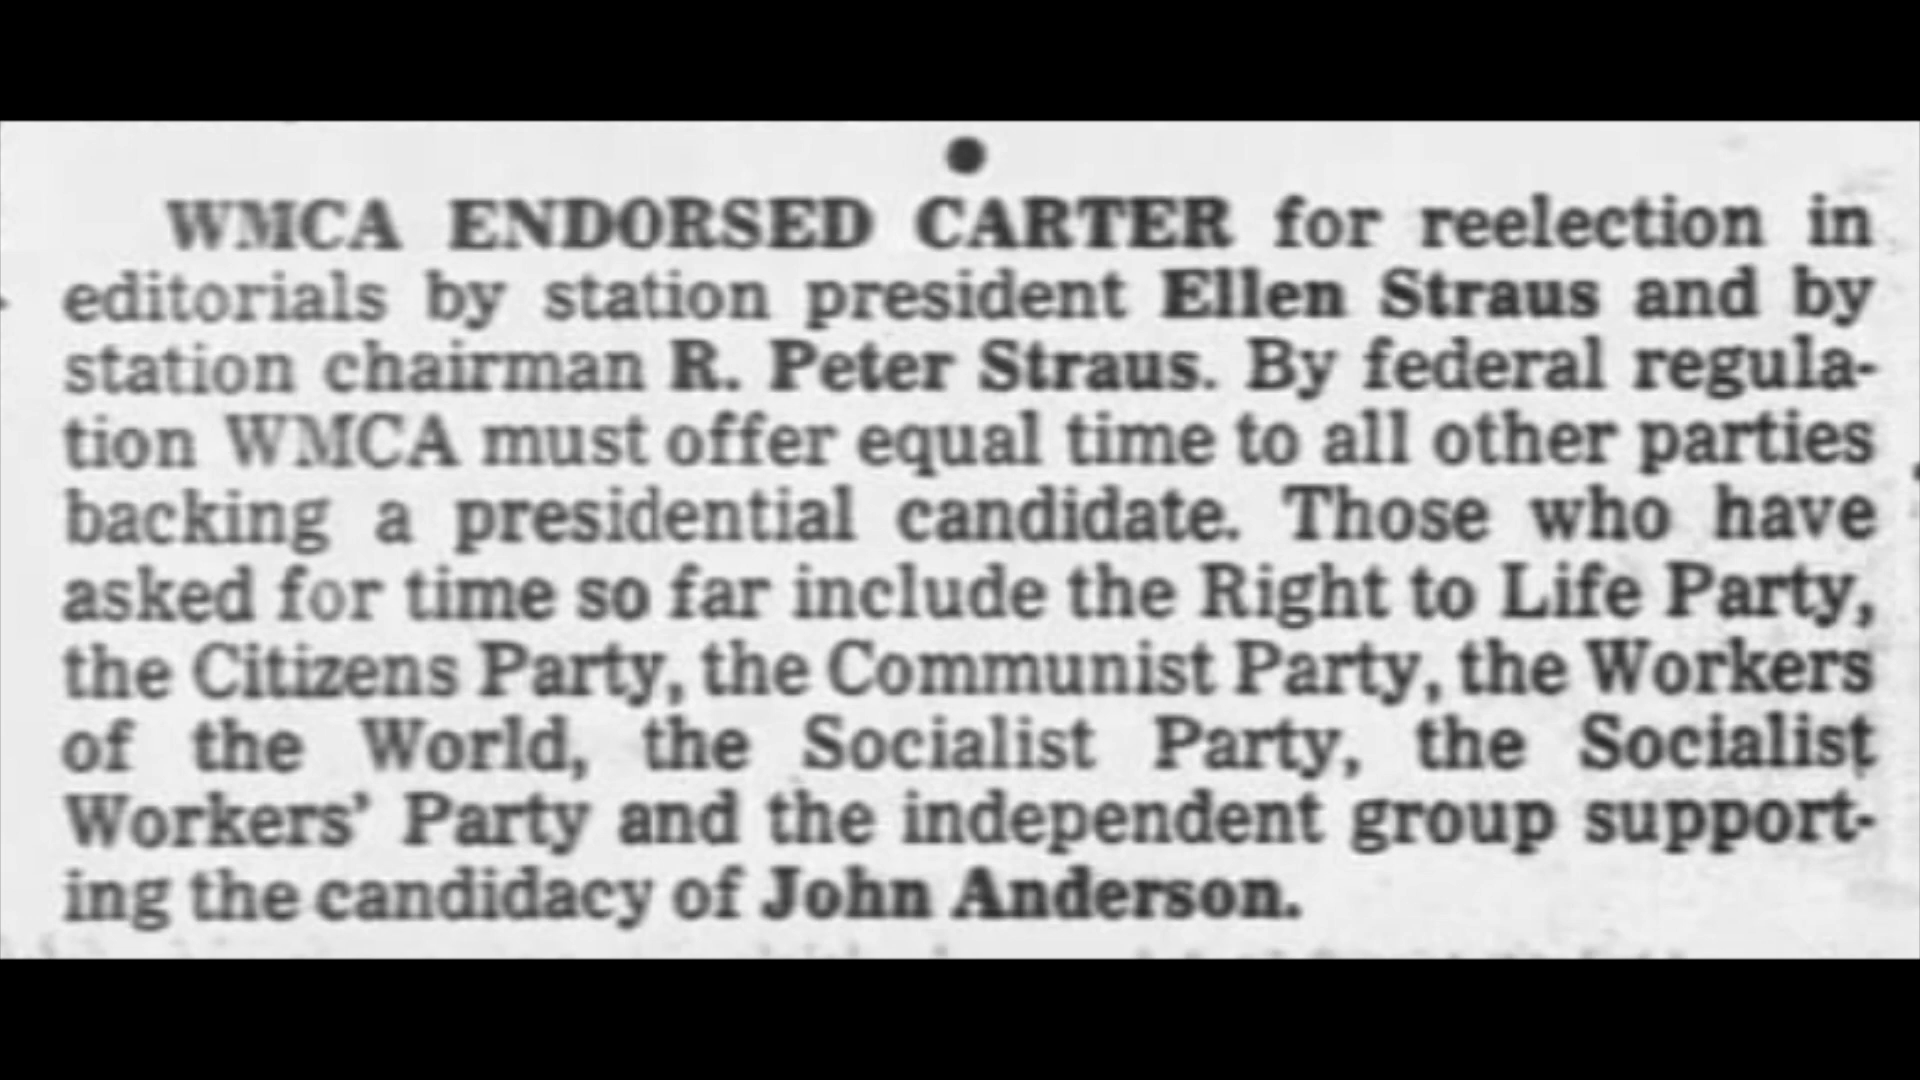 WMCA ENDORSED CARTER for reelection in
editorials by station president Ellen Straus and by
station chairman R. Peter Straus. By federal regula-
tion WMCA must offer equal time to all other parties
backing a presidential candidate. Those who have
asked for time so far include the Right to Life Party,
the Citizens Party, the Communist Party, the Workers
of the World, the Socialist Party, the Socialist
Workers' Party and the independent group support-
ing the candidacy of John Anderson.